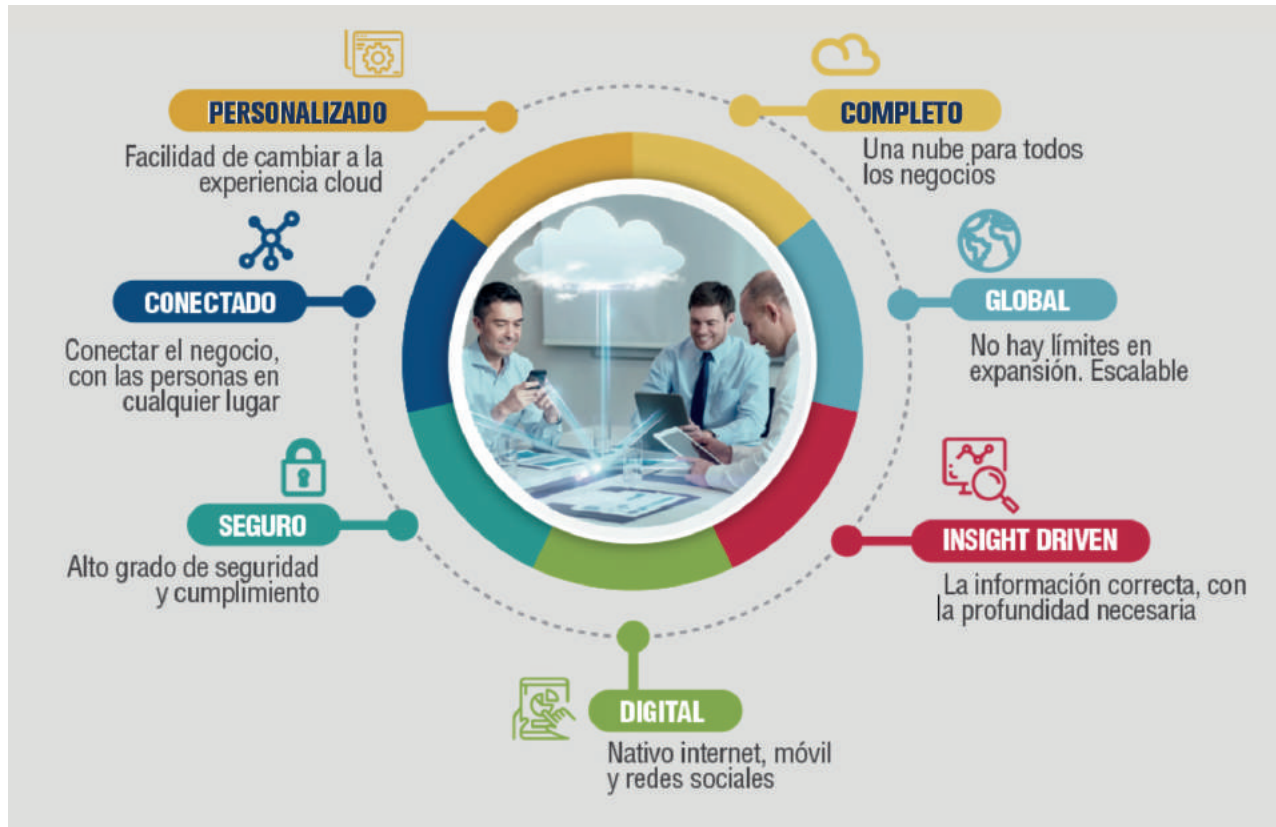 PERSONALIZADO
Facilidad de cambiar a la
experiencia cloud
COMPLETO
Una nube para todos
los negocios
CONECTADO
Conectar el negocio,
con las personas en
cualquier lugar
GLOBAL
No hay límites en
expansión. Escalable
SEGURO
Alto grado de seguridad
y cumplimiento
INSIGHT DRIVEN
La información correcta, con
la profundidad necesaria
DIGITAL
Nativo internet, móvil
y redes sociales